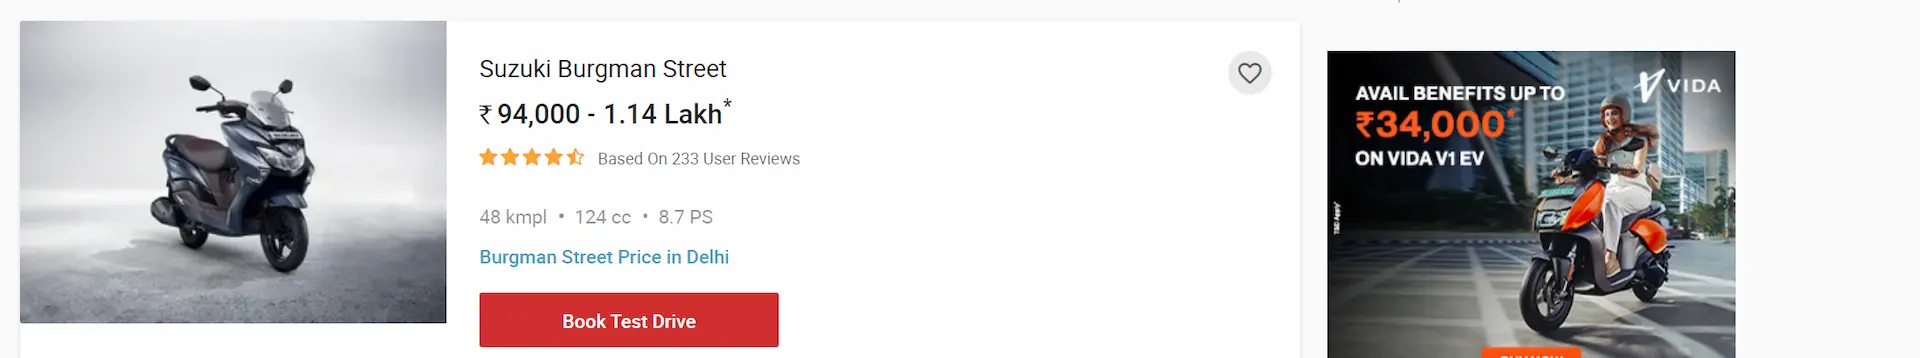 Suzuki Burgman Street
₹ 94,000 - 1.14 Lakh*
Based On 233 User Reviews
48 kmpl • 124 cc • 8.7 PS
Burgman Street Price in Delhi
Book Test Drive
VIDA
AVAIL BENEFITS UP TO
₹34,000*
ON VIDA V1 EV
T&C Apply*